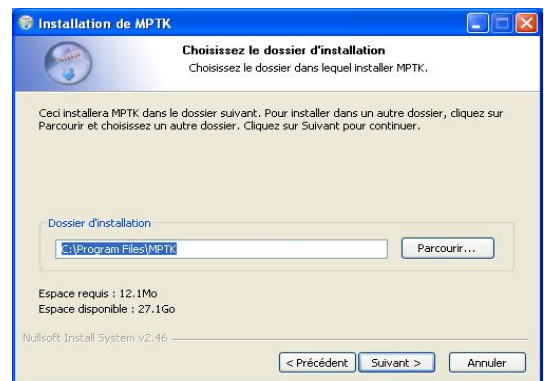 Installation de MPTK
Choisissez le dossier d'installation
Choisissez le dossier dans lequel installer MPTK.
Ceci installera MPTK dans le dossier suivant. Pour installer dans un autre dossier, cliquez sur
Parcourir et choisissez un autre dossier. Cliquez sur Suivant pour continuer.
Dossier d'installation
C:\Program Files\MPTK
Parcourir...
Espace requis : 12.1Mo
Espace disponible : 27.1Go
Nullsoft Install System v2.46
< Précédent
Suivant >
Annuler